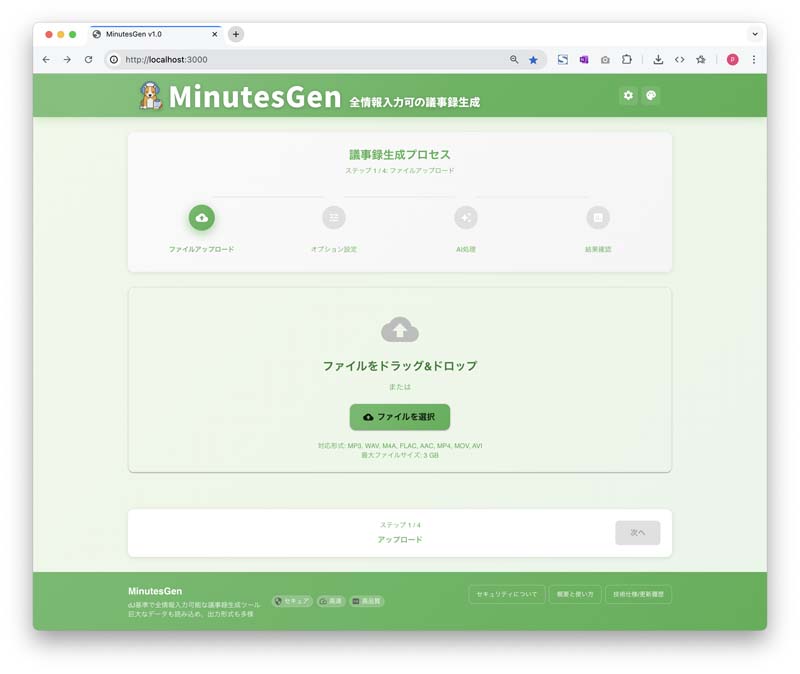 MinutesGen v1.0
http://localhost:3000
MinutesGen 全情報入力可の議事録生成
議事録生成プロセス
ステップ 1 / 4: ファイルアップロード
ファイルアップロード
オプション設定
AI処理
結果確認
ファイルをドラッグ&ドロップ
または
ファイルを選択
対応形式: MP3, WAV, M4A, FLAC, AAC, MP4, MOV, AVI
最大ファイルサイズ: 3 GB
ステップ 1 / 4
アップロード
次へ
MinutesGen
dJ基準で全情報入力可能な議事録生成ツール
巨大なデータも読み込め、出力形式も多様
セキュア
高速
高品質
セキュリティについて
概要と使い方
技術仕様/更新履歴